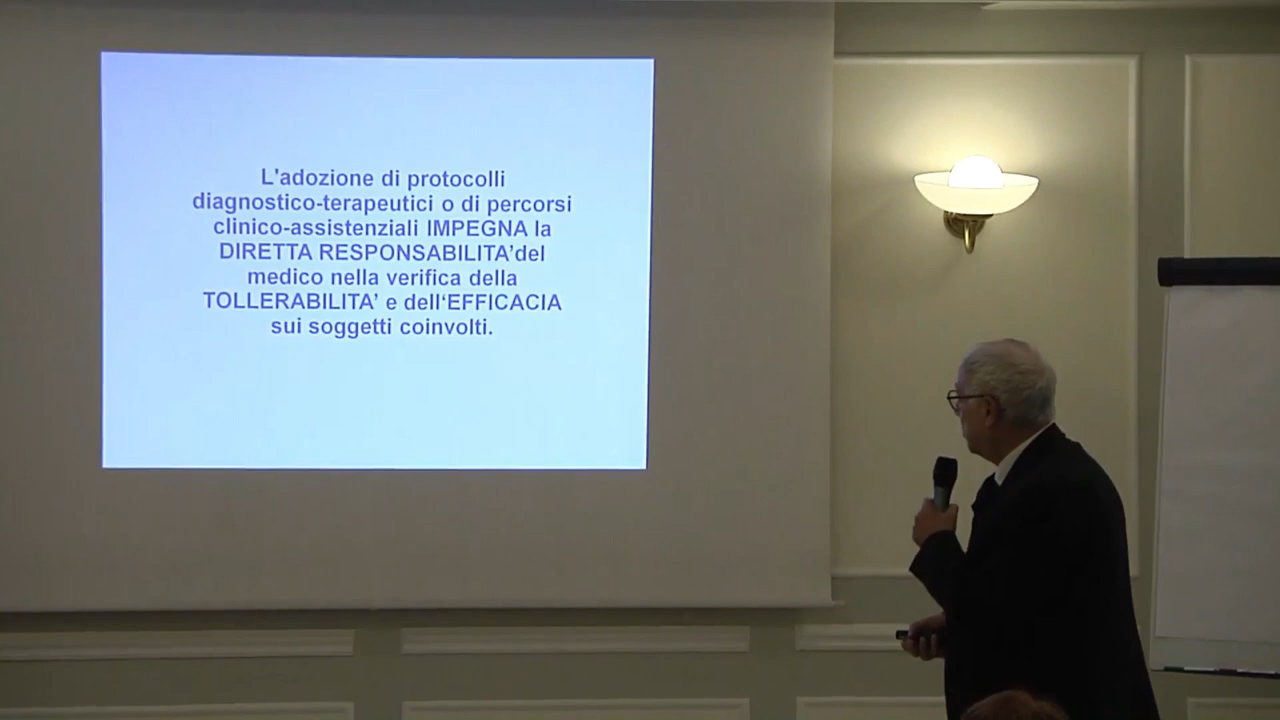 L'adozione di protocolli
diagnostico-terapeutici o di percorsi
clinico-assistenziali IMPEGNA la
DIRETTA RESPONSABILITA’del
medico nella verifica della
TOLLERABILITA’ e dell‘EFFICACIA
sui soggetti coinvolti.